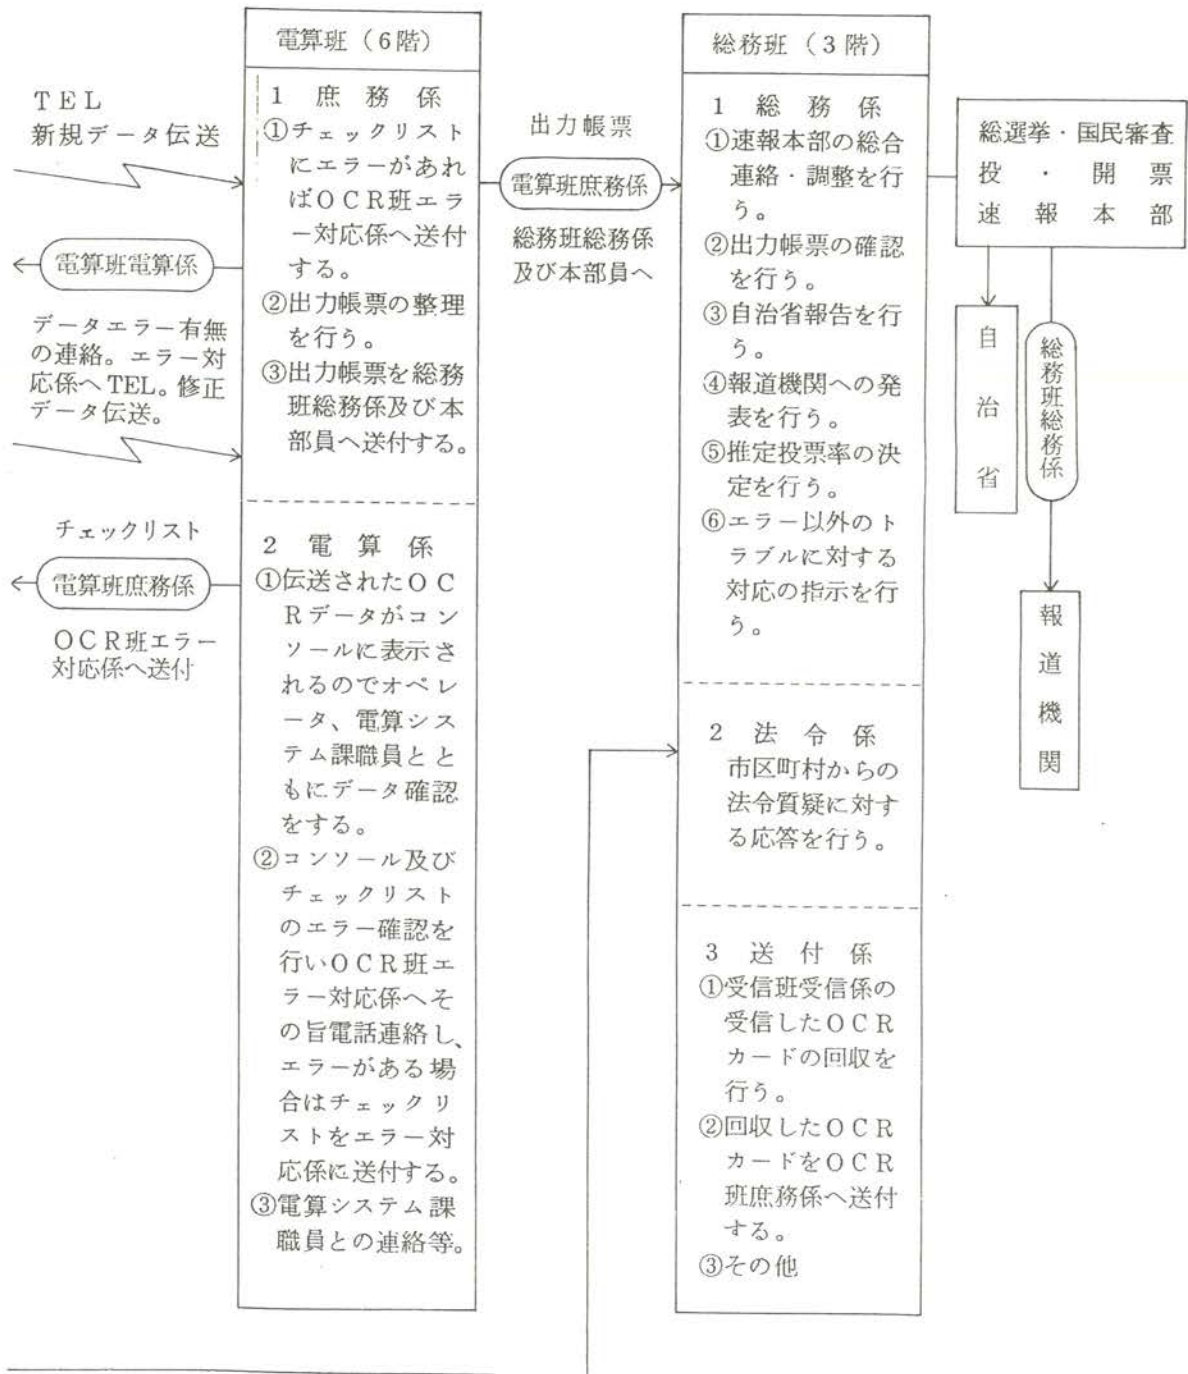 TEL
新規データ伝送
電算班電算係
データエラー有無
の連絡。エラー対
応係へTEL。修正
データ伝送。
チェックリスト
電算班庶務係
OCR班エラー
対応係へ送付
電算班(6階)
1 庶務係
①チェックリスト
にエラーがあれ
ばOCR班エラ
ー対応係へ送付
する。
②出力帳票の整理
を行う。
③出力帳票を総務
班総務係及び本
部員へ送付する。
2 電算係
①伝送されたOC
Rデータがコン
ソールに表示さ
れるのでオペレ
ータ、電算シス
テム課職員とと
もにデータ確認
をする。
②コンソール及び
チェックリスト
のエラー確認を
行いOCR班エ
ラー対応係へそ
の旨電話連絡し、
エラーがある場
合はチェックリ
ストをエラー対
応係に送付する。
③電算システム課
職員との連絡等。
出力帳票
電算班庶務係
総務班総務係
及び本部員へ
総務班(3階)
1 総務係
①速報本部の総合
連絡・調整を行
う。
②出力帳票の確認
を行う。
③自治省報告を行
う。
④報道機関への発
表を行う。
⑤推定投票率の決
定を行う。
⑥エラー以外のト
ラブルに対する
対応の指示を行
う。
2 法令係
市区町村からの
法令質疑に対す
る応答を行う。
3 送付係
①受信班受信係の
受信したOCR
カードの回収を
行う。
②回収したOCR
カードをOCR
班庶務係へ送付
する。
③その他
総選挙・国民審査
投・開票
速報本部
自治省
総務班総務係
報道機関